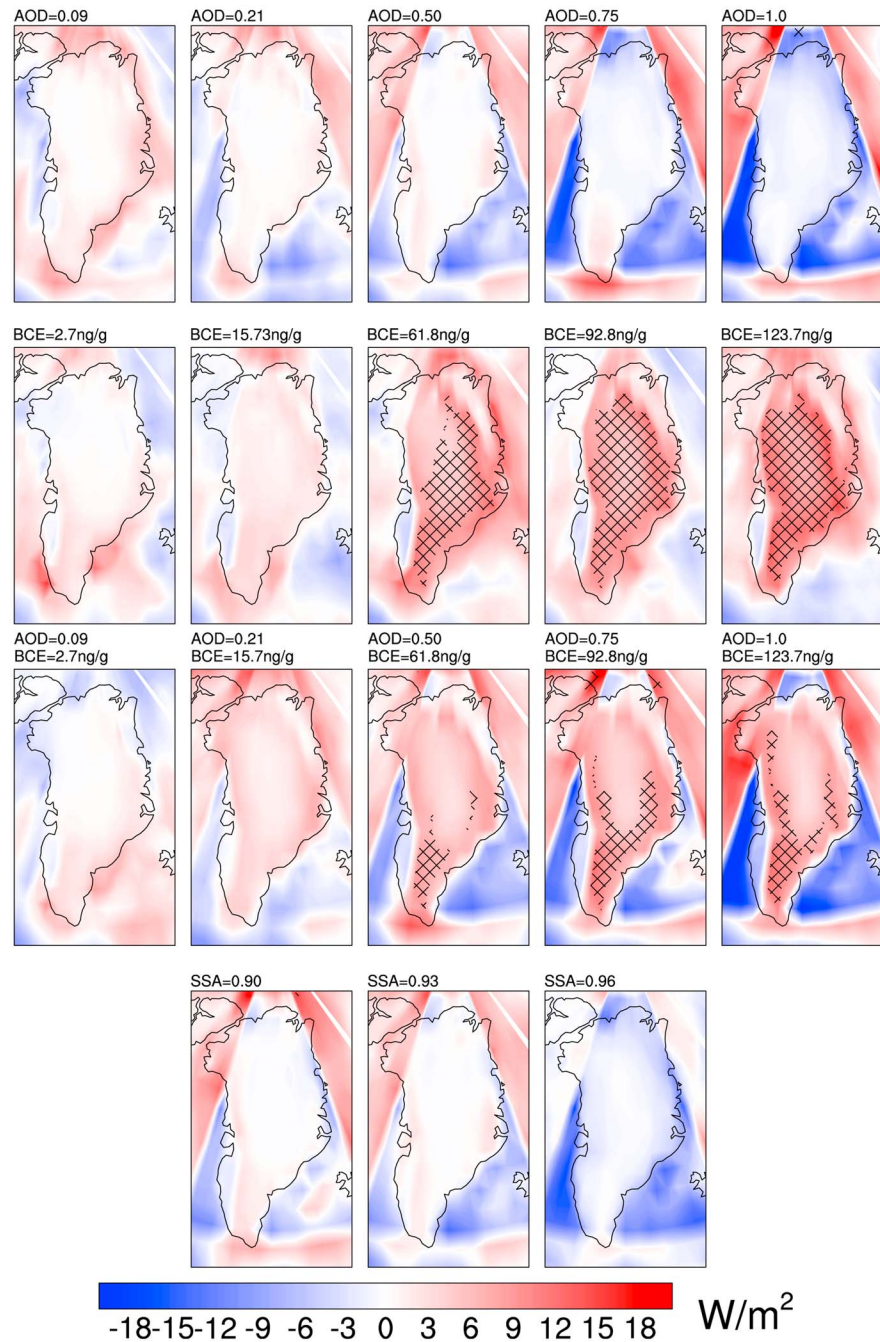 AOD=0.09 AOD=0.21 AOD=0.50 AOD=0.75 AOD=1.0
BCE=2.7ng/g BCE=15.73ng/g BCE=61.8ng/g BCE=92.8ng/g BCE=123.7ng/g
AOD=0.09 AOD=0.21 AOD=0.50 AOD=0.75 AOD=1.0
BCE=2.7ng/g BCE=15.7ng/g BCE=61.8ng/g BCE=92.8ng/g BCE=123.7ng/g
SSA=0.90 SSA=0.93 SSA=0.96
-18-15-12 -9 -6 -3 0 3 6 9 12 15 18 W/m²